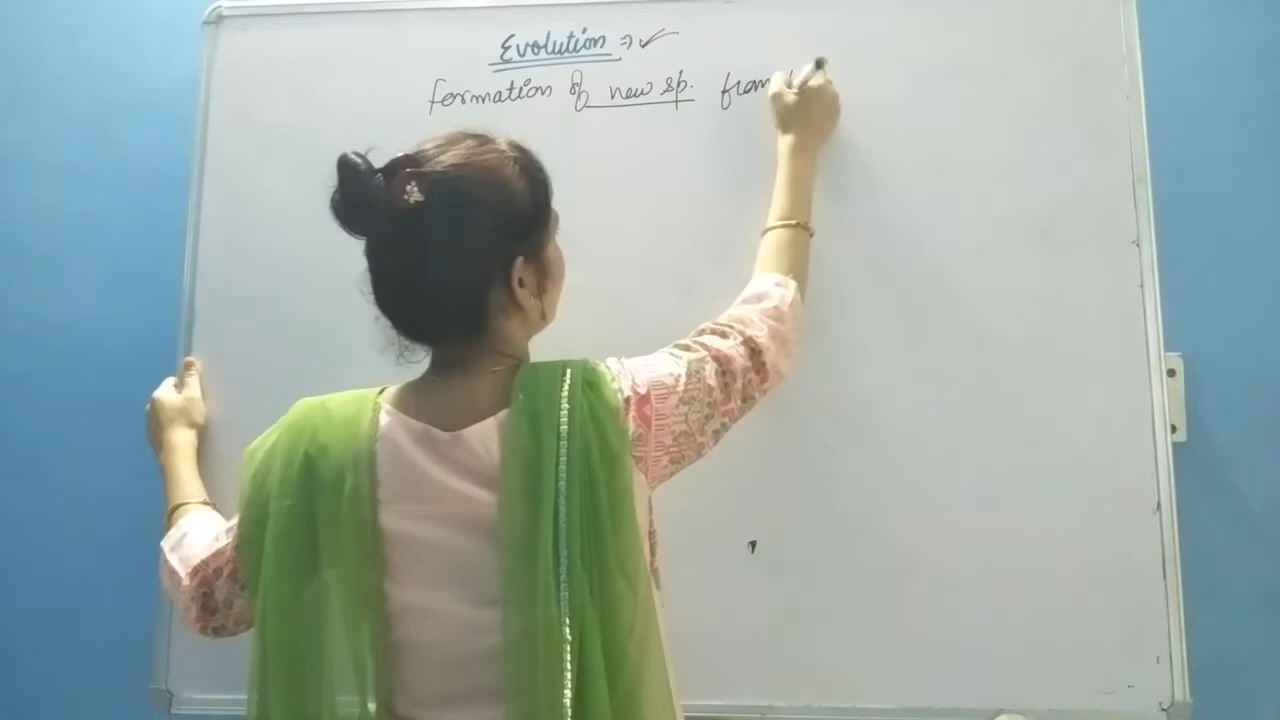 Evolution ⇒ ✓
formation of new sp. from